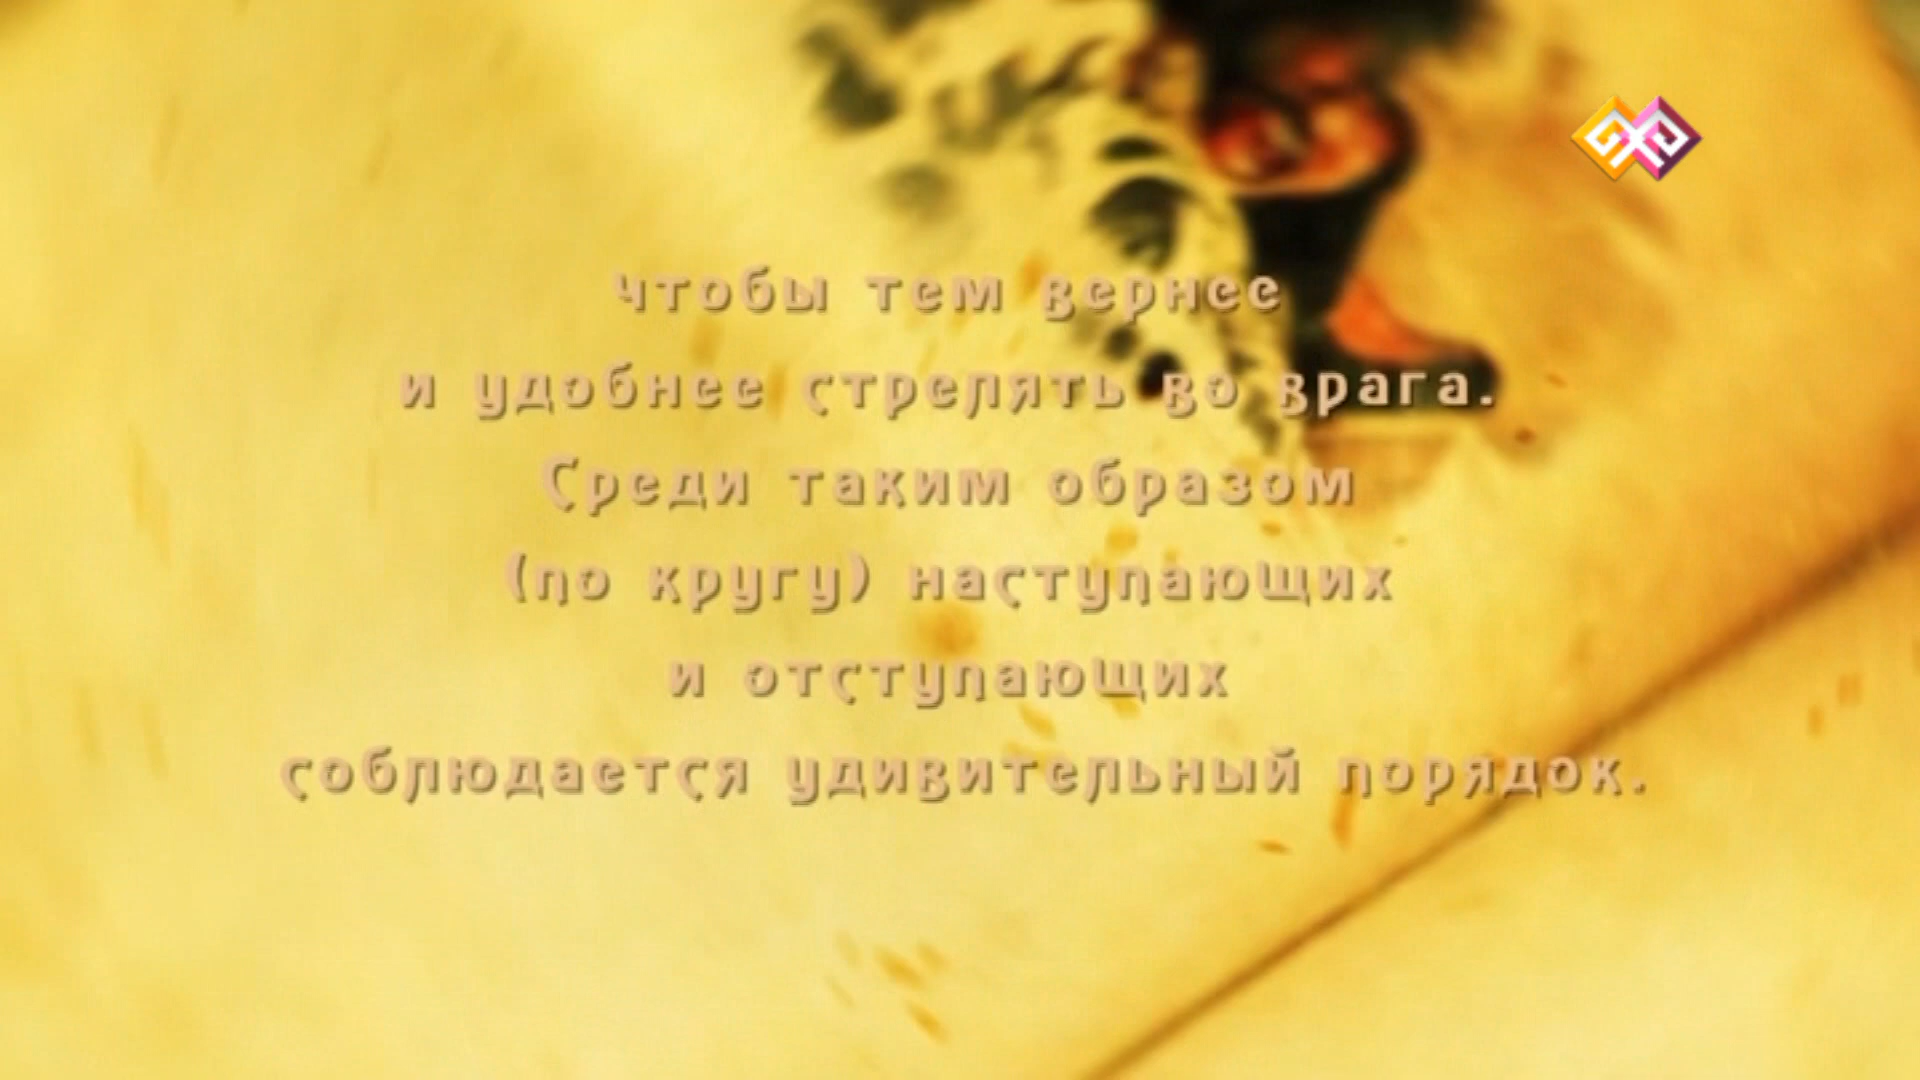 чтобы тем вернее
и удобнее стрелять во врага.
Среди таким образом
(по кругу) наступающих
и отступающих
соблюдается удивительный порядок.